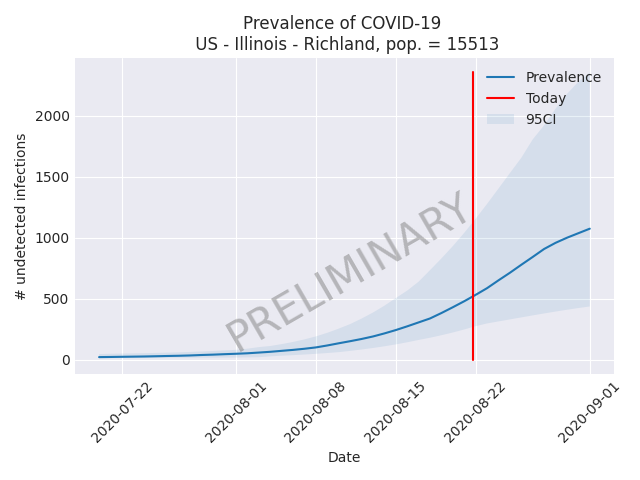 Prevalence of COVID-19
US - Illinois - Richland, pop. = 15513
Prevalence
Today
95CI
2000
1500
1000
500
0
# undetected infections
PRELIMINARY
2020-07-22
2020-08-01
2020-08-08
2020-08-15
2020-08-22
2020-09-01
Date